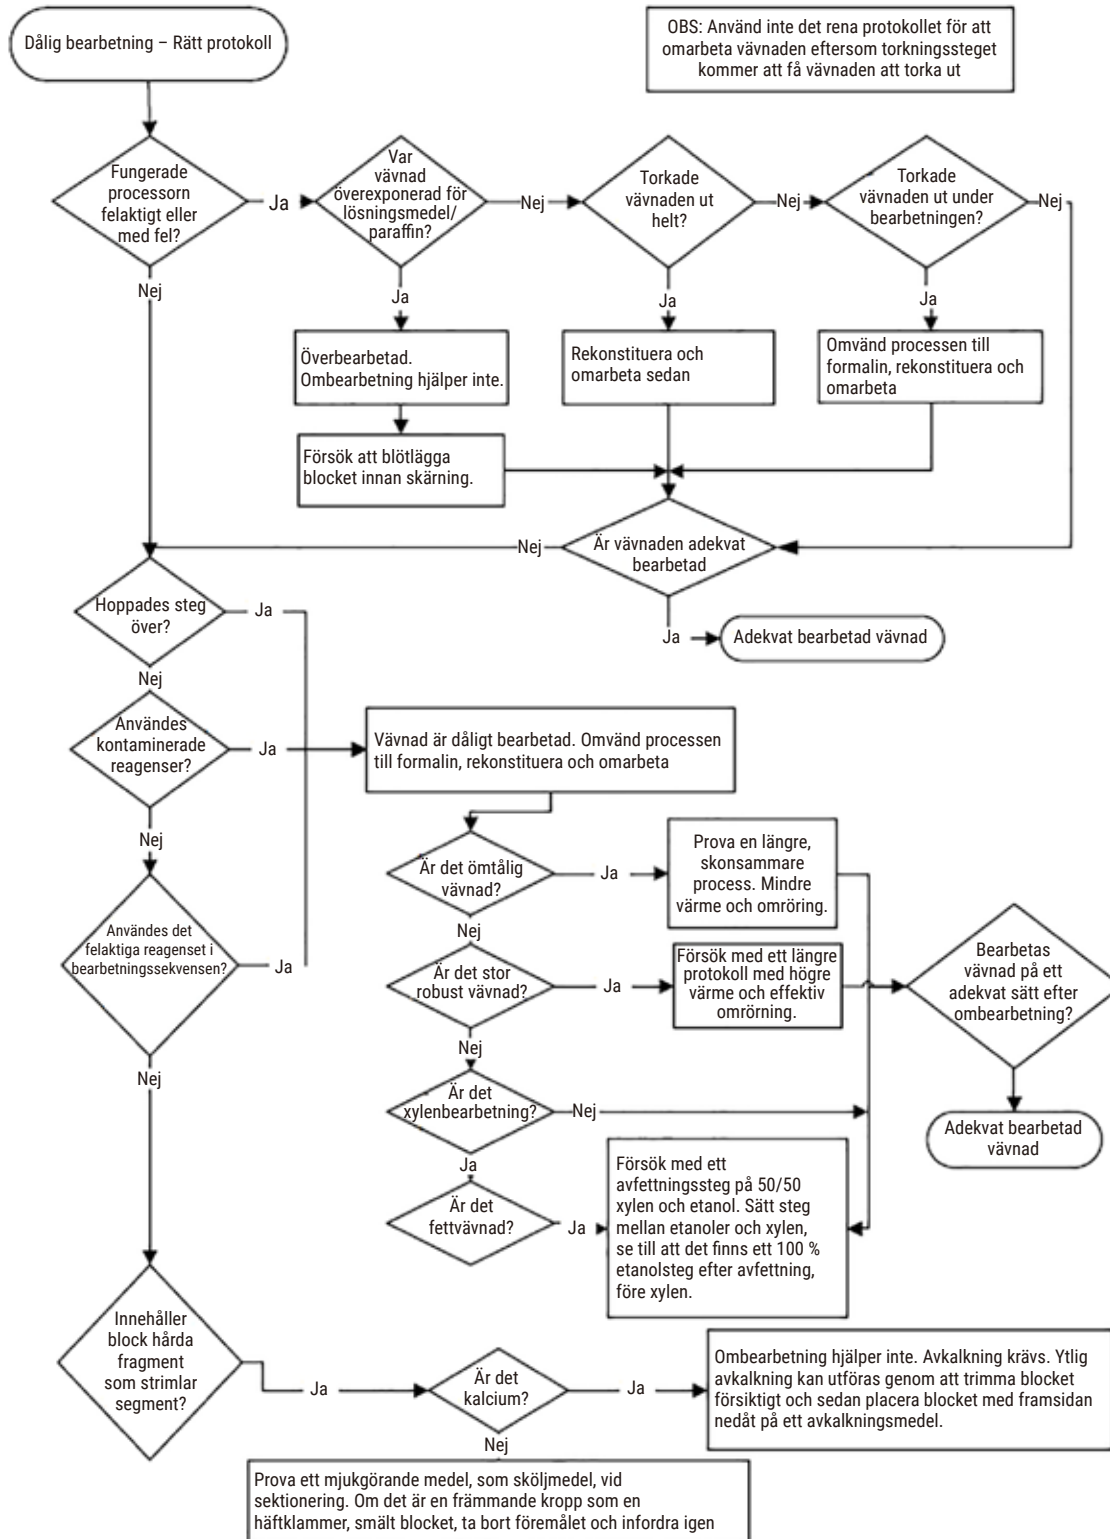 Dålig bearbetning – Rätt protokoll
OBS: Använd inte det rena protokollet för att
omarbeta vävnaden eftersom torkningssteget
kommer att få vävnaden att torka ut
Fungerade
processorn
felaktigt eller
med fel?
Ja
Var
vävnad
överexponerad för
lösningsmedel/
paraffin?
Nej
Torkade
vävnaden ut
helt?
Nej
Torkade
vävnaden ut under
bearbetningen?
Nej
Nej
Ja
Ja
Ja
Överbearbetad.
Ombearbetning hjälper inte.
Rekonstituera och
omarbeta sedan
Omvänd processen till
formalin, rekonstituera och
omarbeta
Försök att blötlägga
blocket innan skärning.
Nej
Är vävnaden adekvat
bearbetad
Ja
Adekvat bearbetad vävnad
Hoppades steg
över?
Ja
Nej
Användes
kontaminerade
reagenser?
Ja
Vävnad är dåligt bearbetad. Omvänd processen
till formalin, rekonstituera och omarbeta
Nej
Användes det
felaktiga reagenset i
bearbetningssekvensen?
Ja
Nej
Är det ömtålig
vävnad?
Ja
Prova en längre,
skonsammare
process. Mindre
värme och omröring.
Nej
Är det stor
robust vävnad?
Ja
Försök med ett längre
protokoll med högre
värme och effektiv
omrörning.
Bearbetas
vävnad på ett
adekvat sätt efter
ombearbetning?
Nej
Är det
xylenbearbetning?
Nej
Adekvat bearbetad
vävnad
Ja
Är det
fettvävnad?
Ja
Försök med ett
avfettningssteg på 50/50
xylen och etanol. Sätt steg
mellan etanoler och xylen,
se till att det finns ett 100 %
etanolsteg efter avfettning,
före xylen.
Innehåller
block hårda
fragment
som strimlar
segment?
Ja
Är det
kalcium?
Ja
Ombearbetning hjälper inte. Avkalkning krävs. Ytlig
avkalkning kan utföras genom att trimma blocket
försiktigt och sedan placera blocket med framsidan
nedåt på ett avkalkningsmedel.
Nej
Prova ett mjukgörande medel, som sköljmedel, vid
sektionering. Om det är en främmande kropp som en
häftklammer, smält blocket, ta bort föremålet och infordra igen